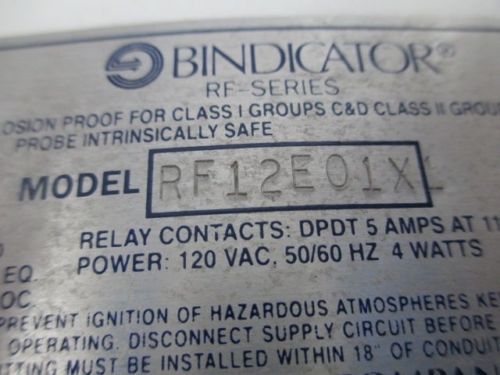 BINDICATOR®
RF-SERIES
LOSION PROOF FOR CLASS I GROUPS C&D CLASS II GROU
PROBE INTRINSICALLY SAFE
MODEL RF12E01X1
RELAY CONTACTS: DPDT 5 AMPS AT 11
EQ. POWER: 120 VAC, 50/60 HZ 4 WATTS
OC.
PREVENT IGNITION OF HAZARDOUS ATMOSPHERES KE
OPERATING. DISCONNECT SUPPLY CIRCUIT BEFORE
TTING MUST BE INSTALLED WITHIN 18" OF CONDUIT